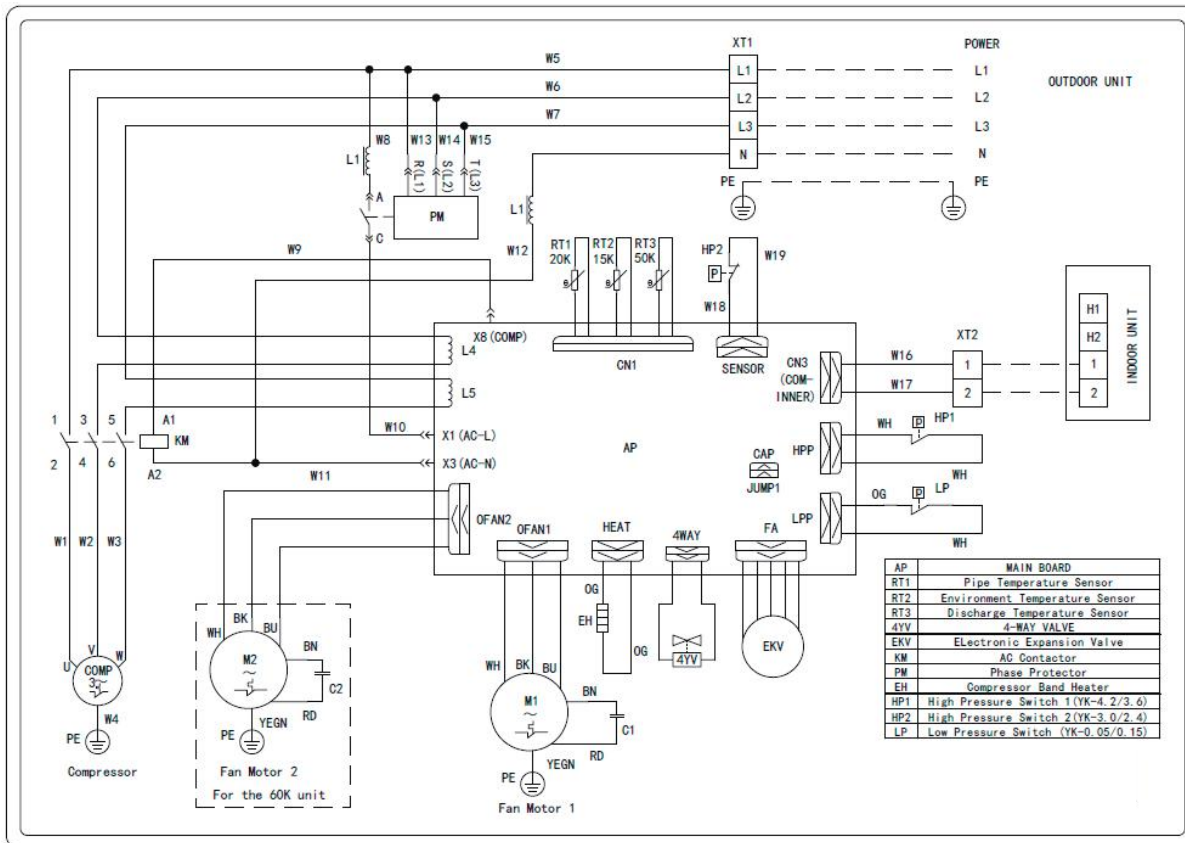 XT1
POWER
W5
L1
L1
OUTDOOR UNIT
W6
L2
L2
W7
L3
L3
W8
W13
W14
W15
N
N
L1
R(L1)
S(L2)
T(L3)
PE
PE
A
PM
L1
C
W9
W12
RT1
20K
RT2
15K
RT3
50K
HP2
P
W19
W18
θ
θ
θ
X8(COMP)
CN1
SENSOR
XT2
H1
H2
1
2
INDOOR UNIT
L4
L5
CN3
(COM-
INNER)
W16
1
W17
2
1
3
5
A1
KM
2
4
6
A2
W10
X1(AC-L)
X3(AC-N)
AP
CAP
JUMP1
HPP
WH
P
HP1
WH
W11
OFAN2
OFAN1
HEAT
4WAY
FA
LPP
OG
P
LP
WH
W1
W2
W3
OG
EH
OG
4YV
EKV
WH
BK
BU
BN
M2
~
C2
RD
YEGN
PE
V
U
W
COMP
3~
W4
PE
Compressor
Fan Motor 2
For the 60K unit
WH
BK
BU
BN
M1
~
C1
RD
YEGN
PE
Fan Motor 1
AP MAIN BOARD
RT1 Pipe Temperature Sensor
RT2 Environment Temperature Sensor
RT3 Discharge Temperature Sensor
4YV 4-WAY VALVE
EKV ELectronic Expansion Valve
KM AC Contactor
PM Phase Protector
EH Compressor Band Heater
HP1 High Pressure Switch 1(YK-4.2/3.6)
HP2 High Pressure Switch 2(YK-3.0/2.4)
LP Low Pressure Switch (YK-0.05/0.15)